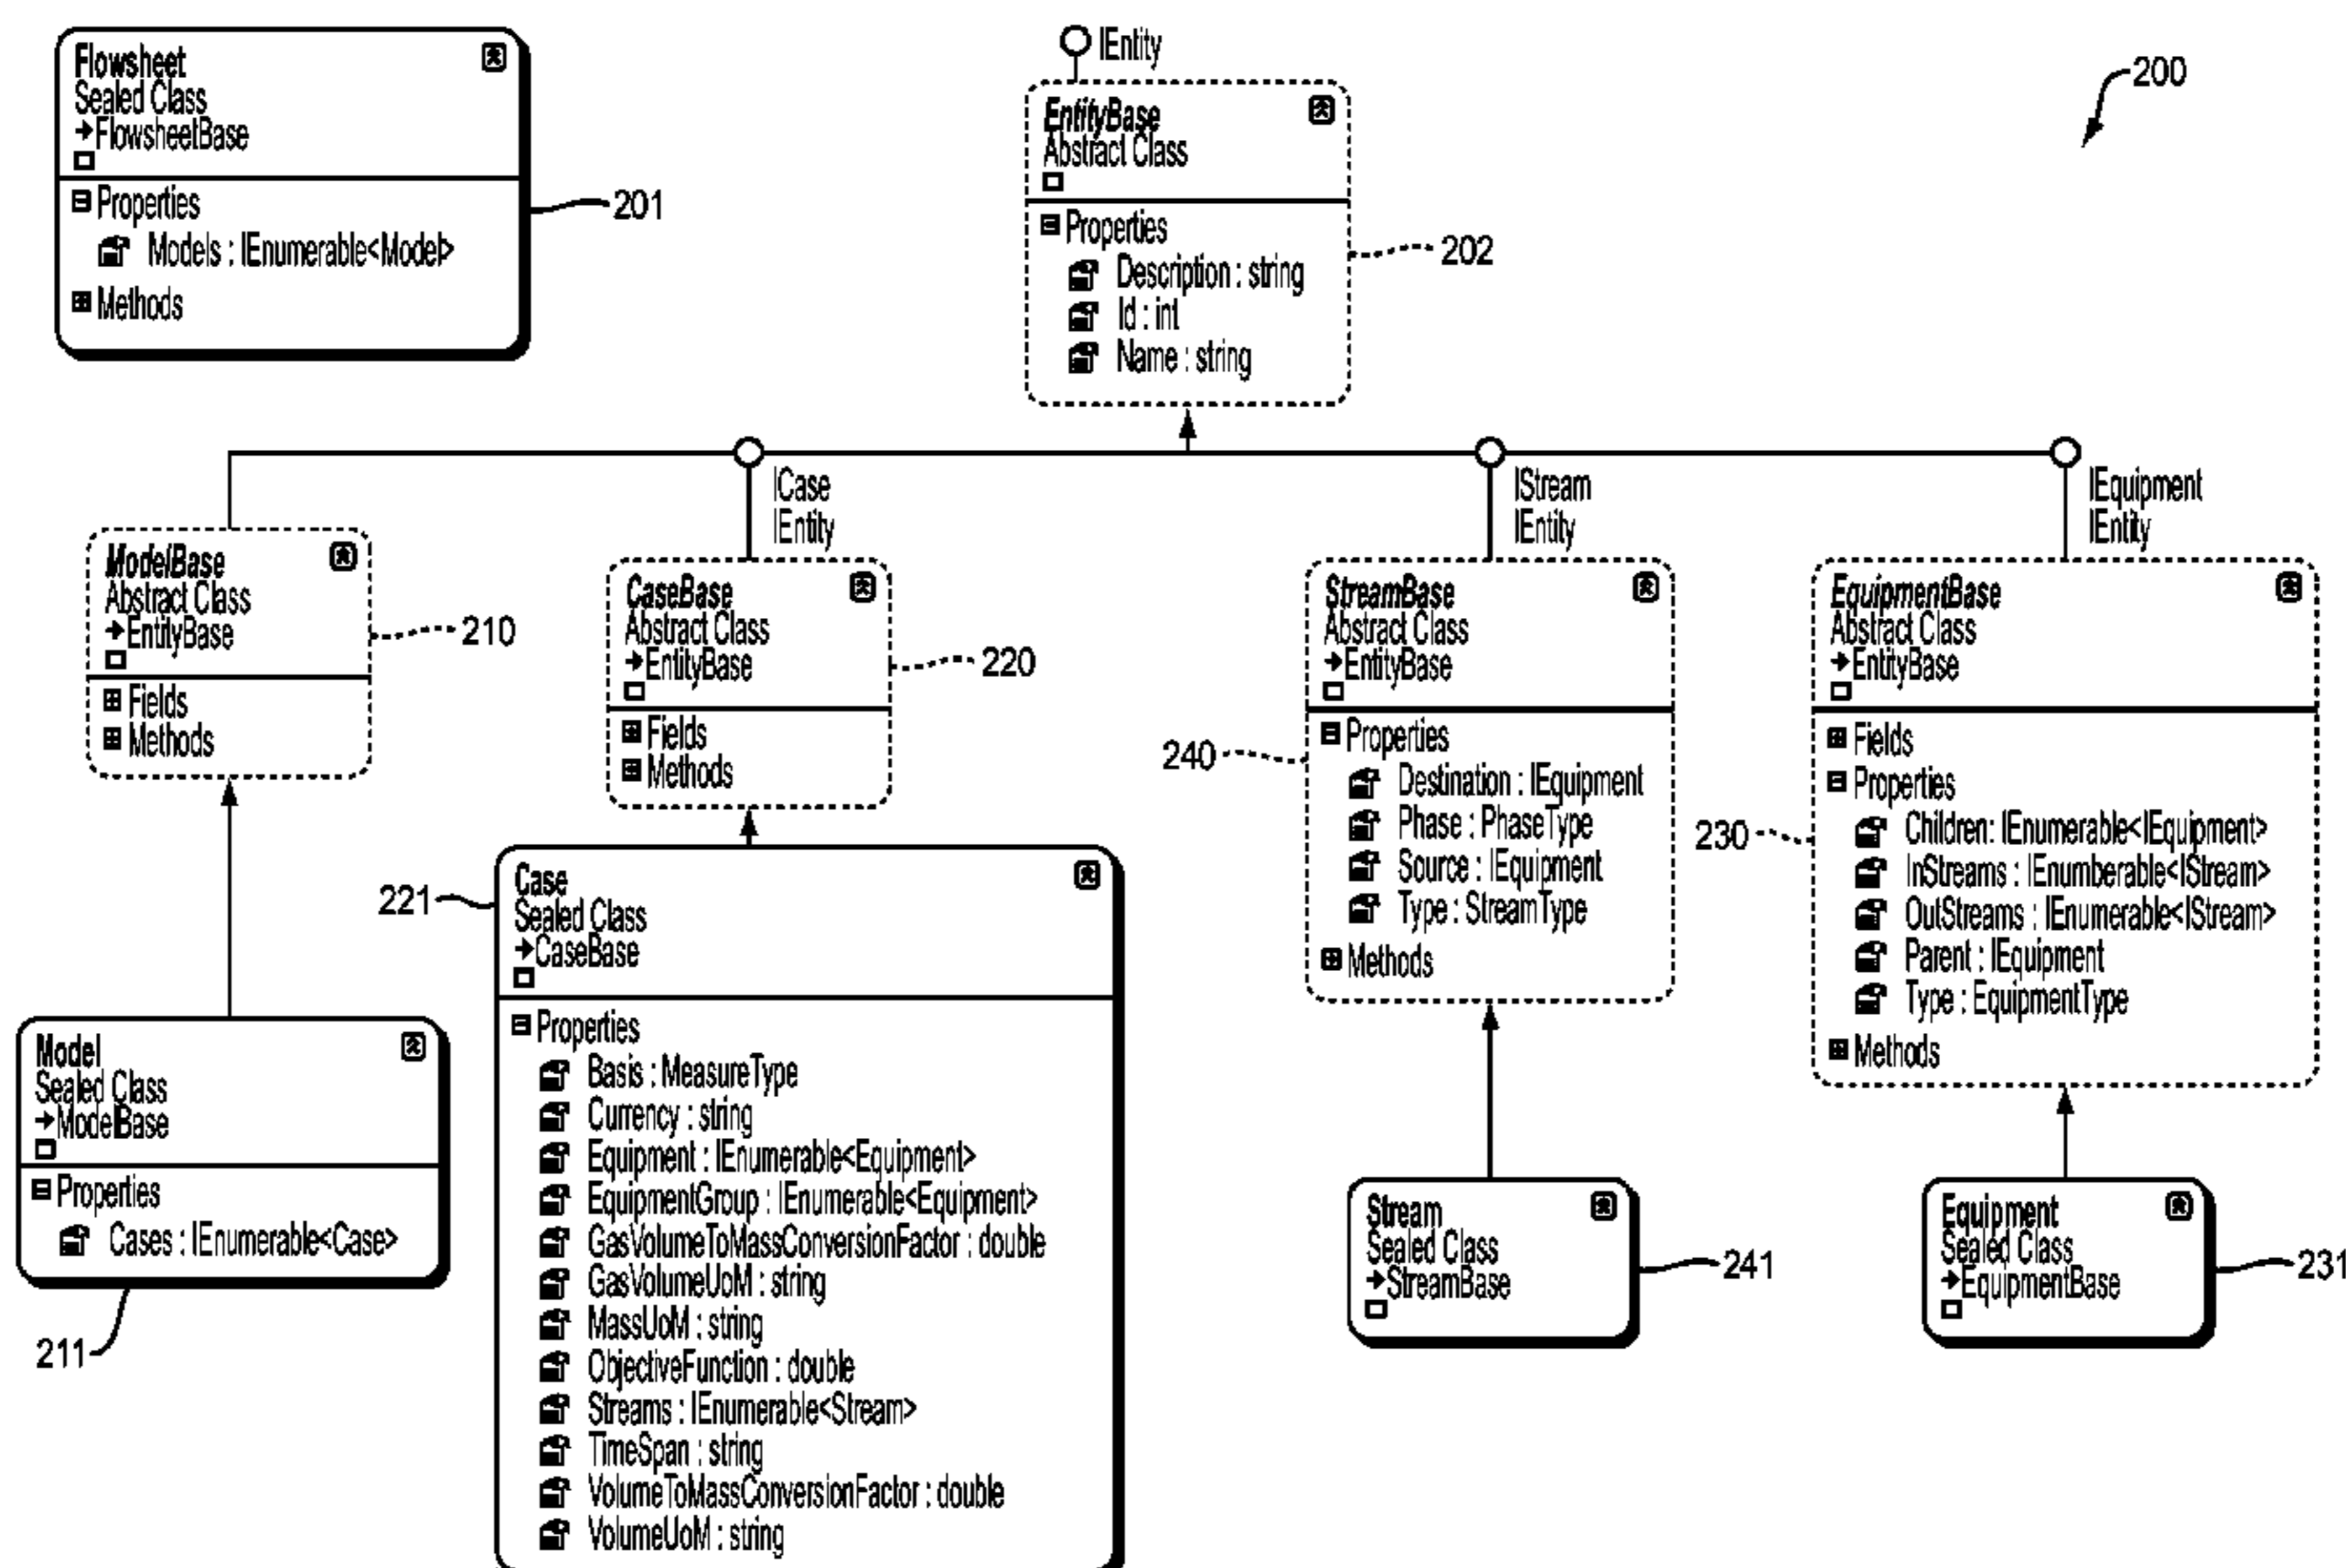 Flowsheet
Sealed Class
FlowsheetBase
Properties
Models : IEnumerable<Model>
Methods
201
IEntity
EntityBase
Abstract Class
Properties
Description : string
Id : int
Name : string
202
200
ICase
IEntity
IStream
IEntity
IEquipment
IEntity
ModelBase
Abstract Class
EntityBase
Fields
Methods
210
CaseBase
Abstract Class
EntityBase
Fields
Methods
220
StreamBase
Abstract Class
EntityBase
Properties
Destination : IEquipment
Phase : PhaseType
Source : IEquipment
Type : StreamType
Methods
240
EquipmentBase
Abstract Class
EntityBase
Fields
Properties
Children: IEnumerable<IEquipment>
InStreams : IEnumberable<IStream>
OutStreams : IEnumerable<IStream>
Parent : IEquipment
Type : EquipmentType
Methods
230
Model
Sealed Class
ModelBase
Properties
Cases : IEnumerable<Case>
211
221
Case
Sealed Class
CaseBase
Properties
Basis : MeasureType
Currency : string
Equipment : IEnumerable<Equipment>
EquipmentGroup : IEnumerable<Equipment>
GasVolumeToMassConversionFactor : double
GasVolumeUoM : string
MassUoM : string
ObjectiveFunction : double
Streams : IEnumerable<Stream>
TimeSpan : string
VolumeToMassConversionFactor : double
VolumeUoM : string
Stream
Sealed Class
StreamBase
241
Equipment
Sealed Class
EquipmentBase
231